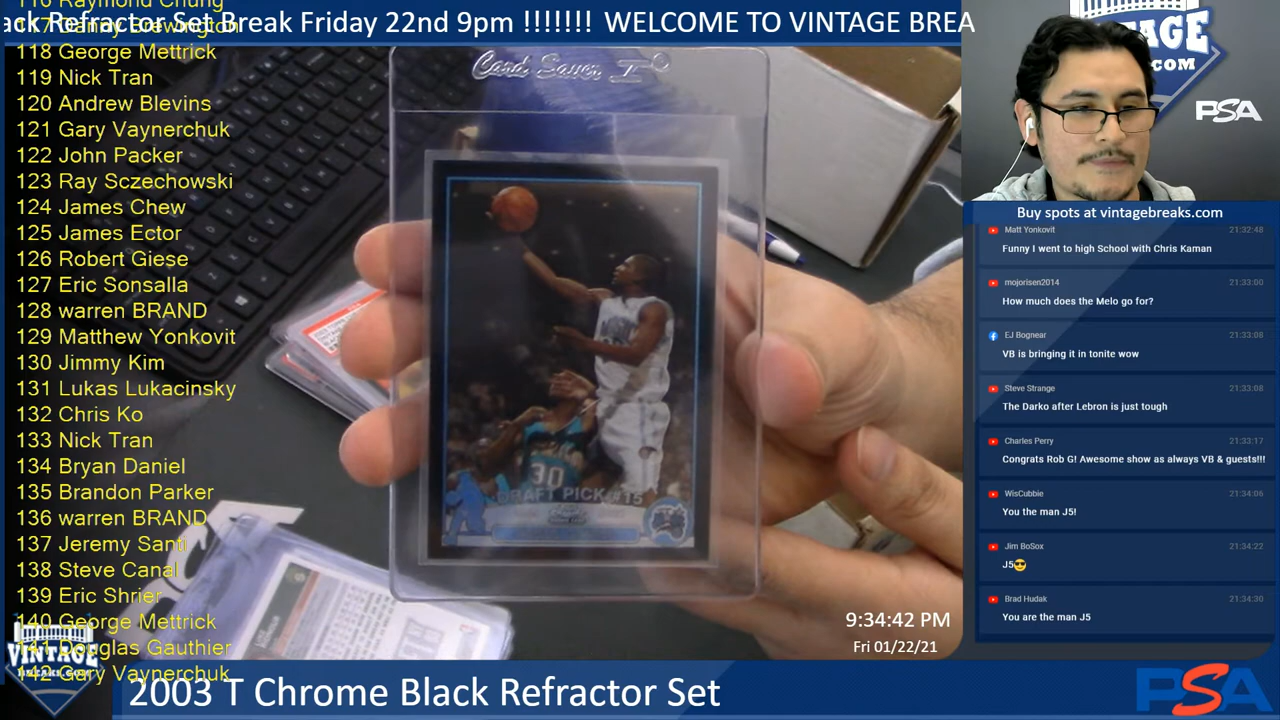 ack Refractor Set Break Friday 22nd 9pm !!!!!!! WELCOME TO VINTAGE BREA
116 Raymond Chung
118 George Mettrick
119 Nick Tran
120 Andrew Blevins
121 Gary Vaynerchuk
122 John Packer
123 Ray Sczechowski
124 James Chew
125 James Ector
126 Robert Giese
127 Eric Sonsalla
128 warren BRAND
129 Matthew Yonkovit
130 Jimmy Kim
131 Lukas Lukacinsky
132 Chris Ko
133 Nick Tran
134 Bryan Daniel
135 Brandon Parker
136 warren BRAND
137 Jeremy Santi
138 Steve Canal
139 Eric Shrier
140 George Mettrick
141 Douglas Gauthier
142 Gary Vaynerchuk
VINTAGE
BREAKS.COM
Card Saver I
30
DRAFT PICK #15
TAGE
.COM
PSA
Buy spots at vintagebreaks.com
Matt Yonkovit 21:32:48
Funny I went to high School with Chris Kaman
mojorisen2014 21:33:00
How much does the Melo go for?
EJ Bognear 21:33:08
VB is bringing it in tonite wow
Steve Strange 21:33:08
The Darko after Lebron is just tough
Charles Perry 21:33:17
Congrats Rob G! Awesome show as always VB & guests!!!
WisCubbie 21:34:06
You the man J5!
Jim BoSox 21:34:22
J5😎
Brad Hudak 21:34:30
You are the man J5
9:34:42 PM
Fri 01/22/21
2003 T Chrome Black Refractor Set
PSA